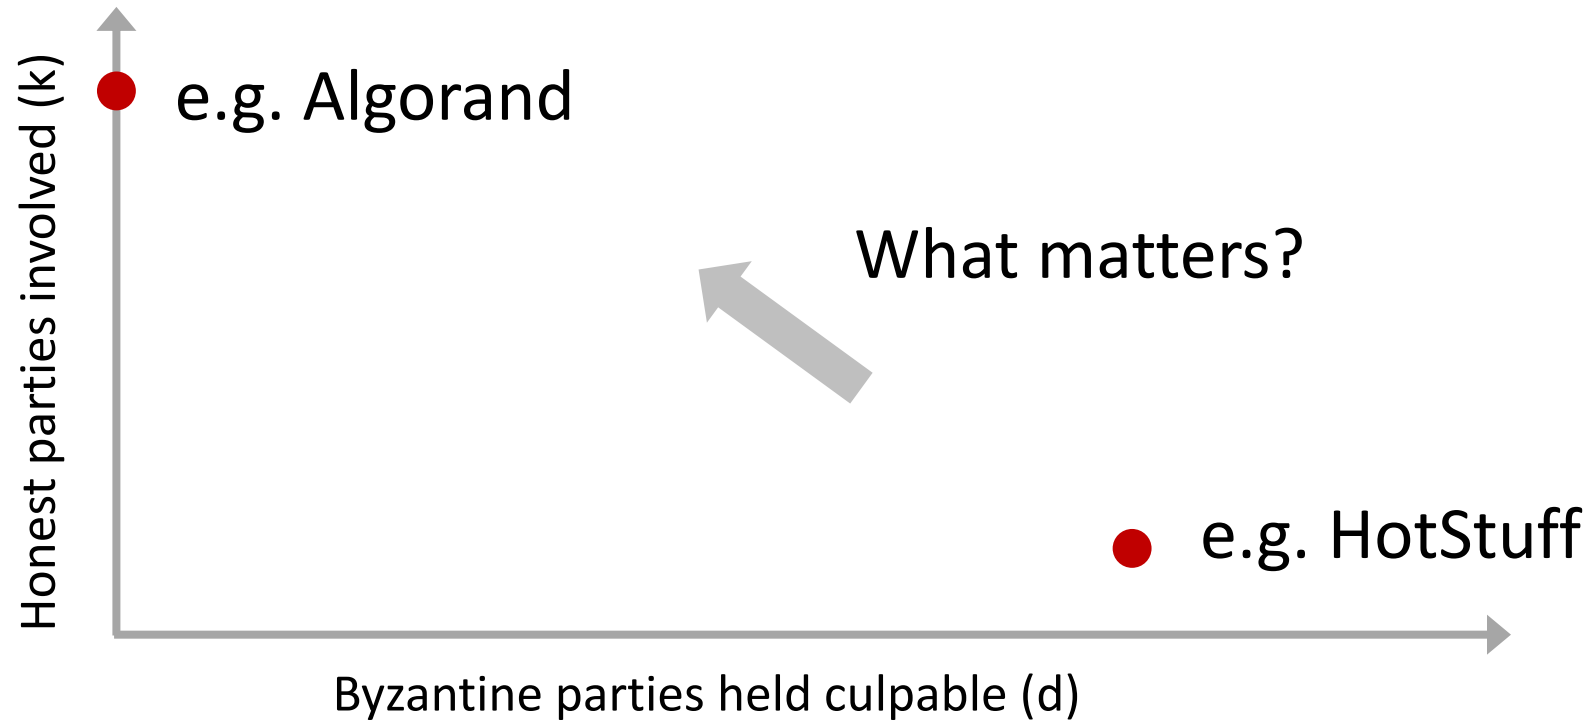 Honest parties involved (k)
e.g. Algorand
What matters?
e.g. HotStuff
Byzantine parties held culpable (d)